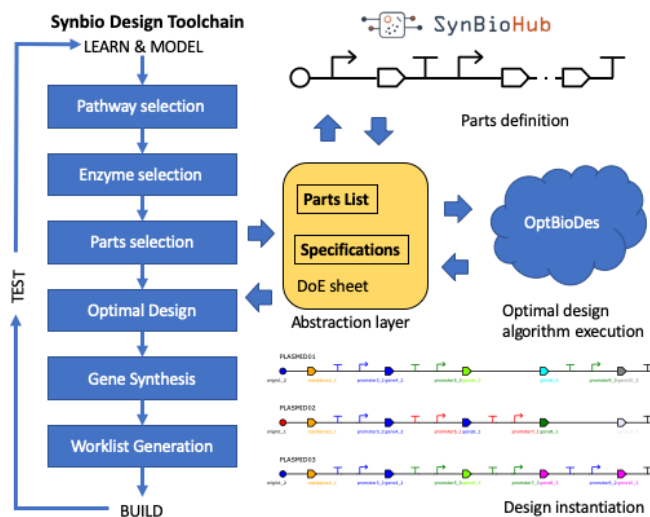 Synbio Design Toolchain
LEARN & MODEL
Pathway selection
Enzyme selection
Parts selection
Optimal Design
Gene Synthesis
Worklist Generation
BUILD
TEST
SynBioHub
Parts definition
Parts List
Specifications
DoE sheet
Abstraction layer
OptBioDes
Optimal design
algorithm execution
PLASMID01
PLASMID02
PLASMID03
Design instantiation